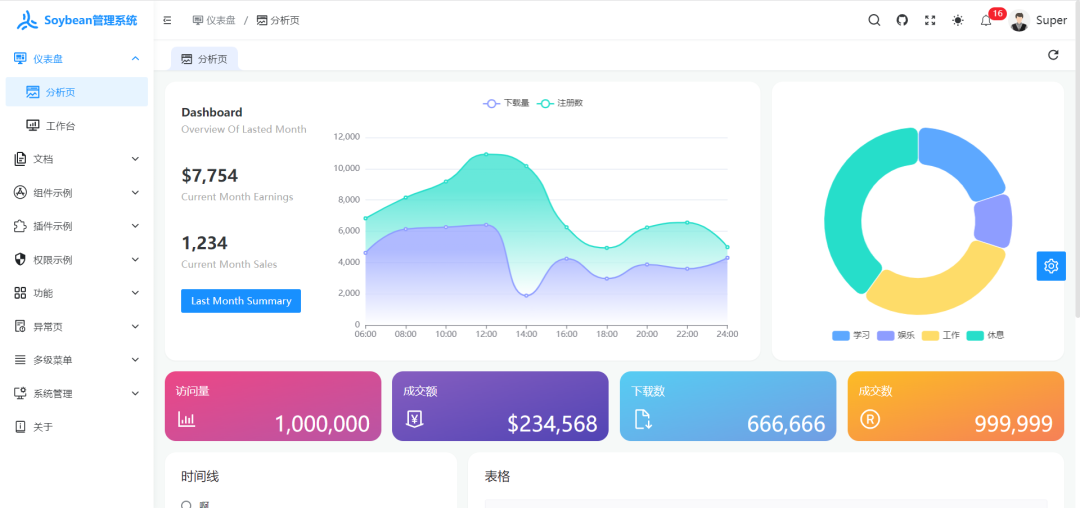 Soybean管理系统
仪表盘 / 分析页
16
Super
仪表盘
分析页
工作台
文档
组件示例
插件示例
权限示例
功能
异常页
多级菜单
系统管理
关于
分析页
Dashboard
Overview Of Lasted Month
$7,754
Current Month Earnings
1,234
Current Month Sales
Last Month Summary
下载量 注册数
12,000
10,000
8,000
6,000
4,000
2,000
0
06:00 08:00 10:00 12:00 14:00 16:00 18:00 20:00 22:00 24:00
学习 娱乐 工作 休息
访问量
1,000,000
成交额
¥
$234,568
下载数
666,666
成交数
R
999,999
时间线
表格